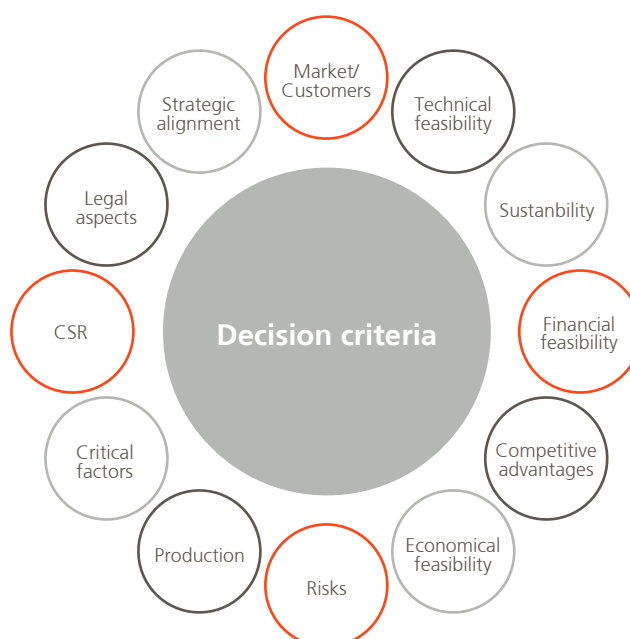 Market/
Customers
Technical
feasibility
Sustanbility
Financial
feasibility
Competitive
advantages
Economical
feasibility
Risks
Production
Critical
factors
CSR
Legal
aspects
Strategic
alignment
Decision criteria